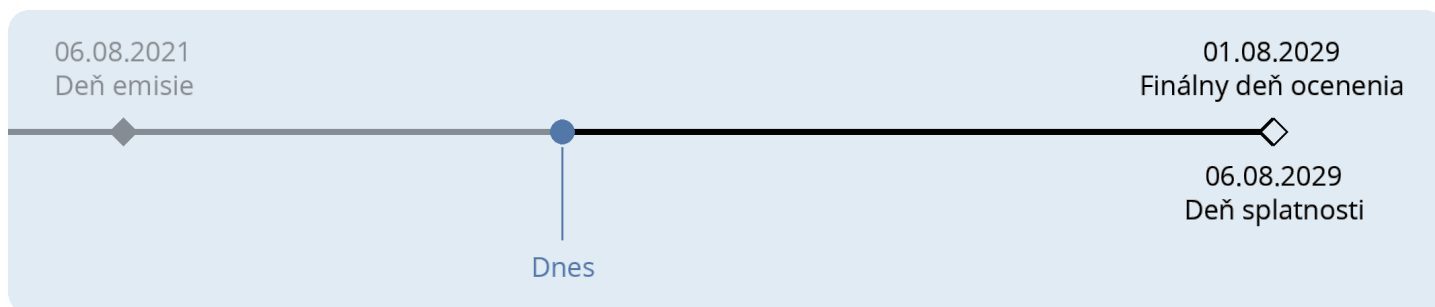 06.08.2021
Deň emisie
01.08.2029
Finálny deň ocenenia
06.08.2029
Deň splatnosti
Dnes